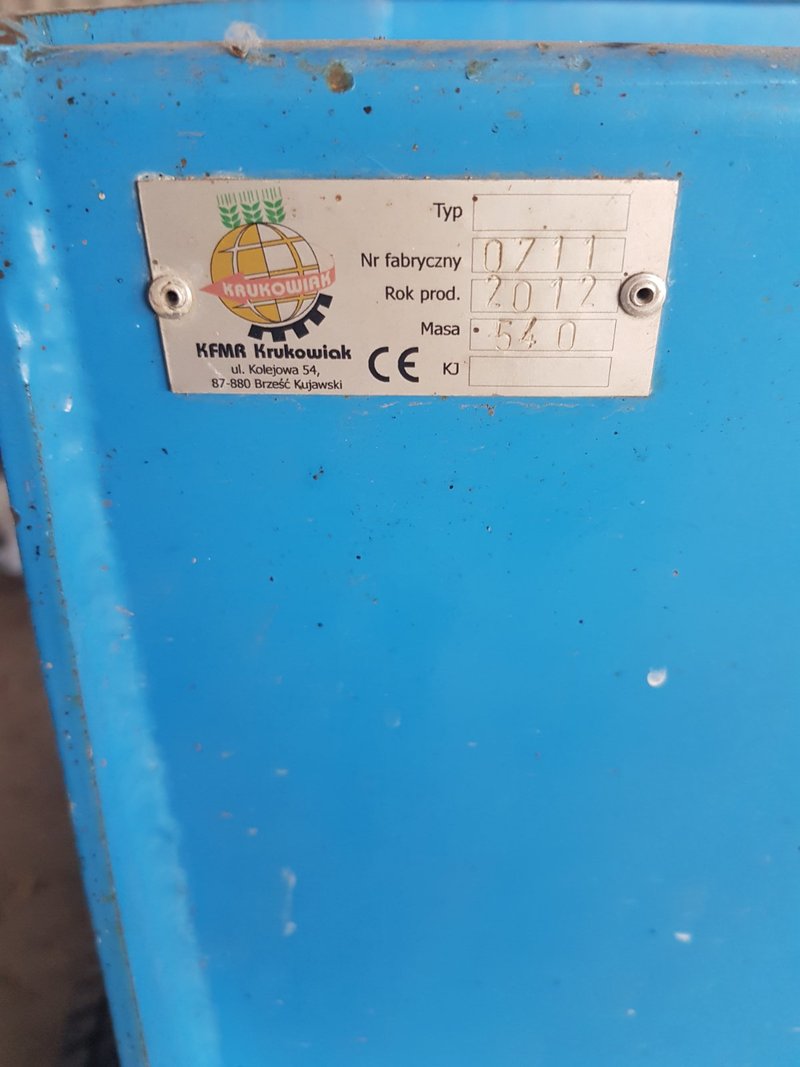 KRUKOWIAK
KFMR Krukowiak
ul. Kolejowa 54,
87-880 Brześć Kujawski
CE
Typ
Nr fabryczny 0711
Rok prod. 2012
Masa 540
KJ